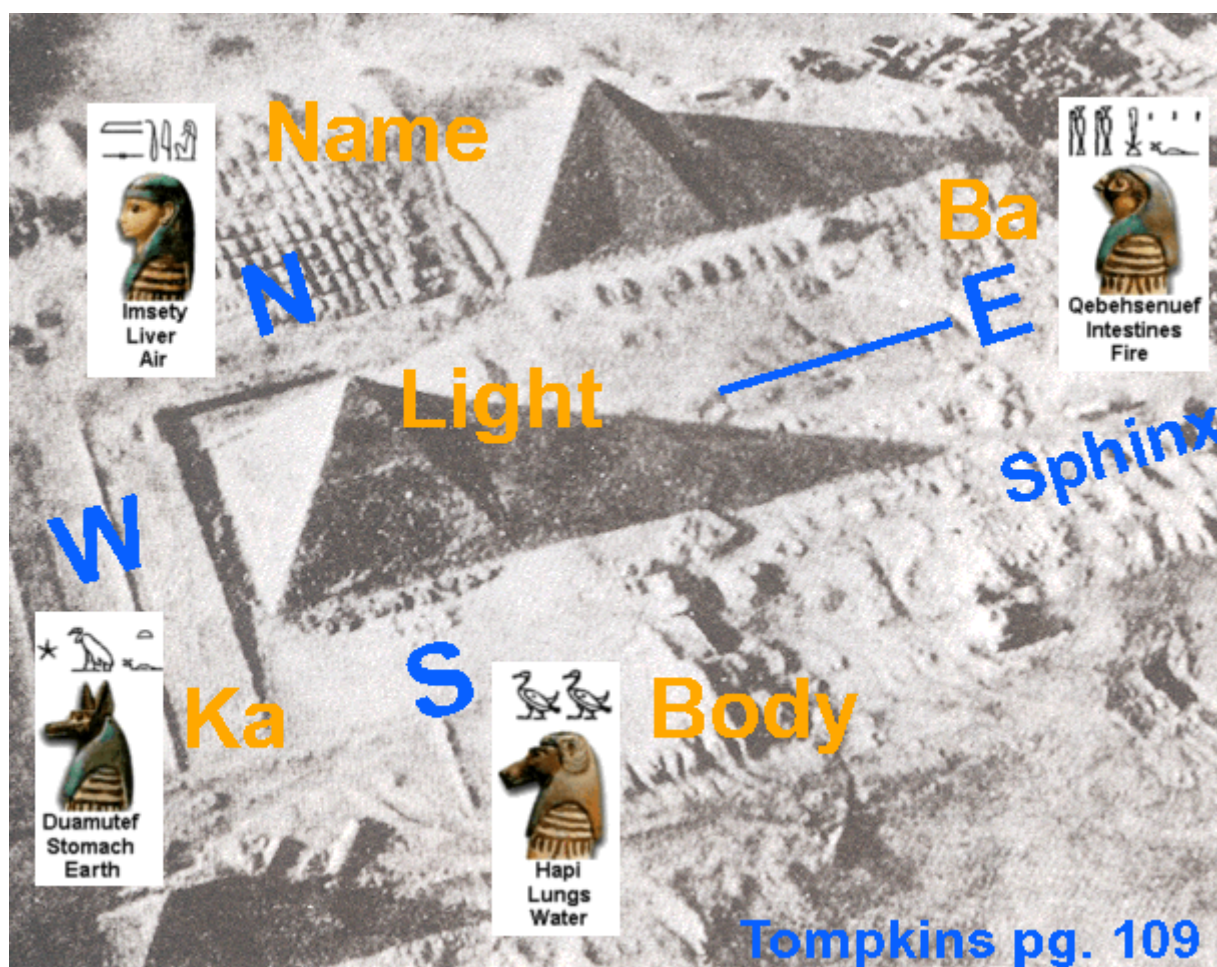 Name
Imsety
Liver
Air
N
Ba
E
Qebehsenuef
Intestines
Fire
Light
Sphinx
W
Ka
Duamutef
Stomach
Earth
S
Body
Hapi
Lungs
Water
Tompkins pg. 109